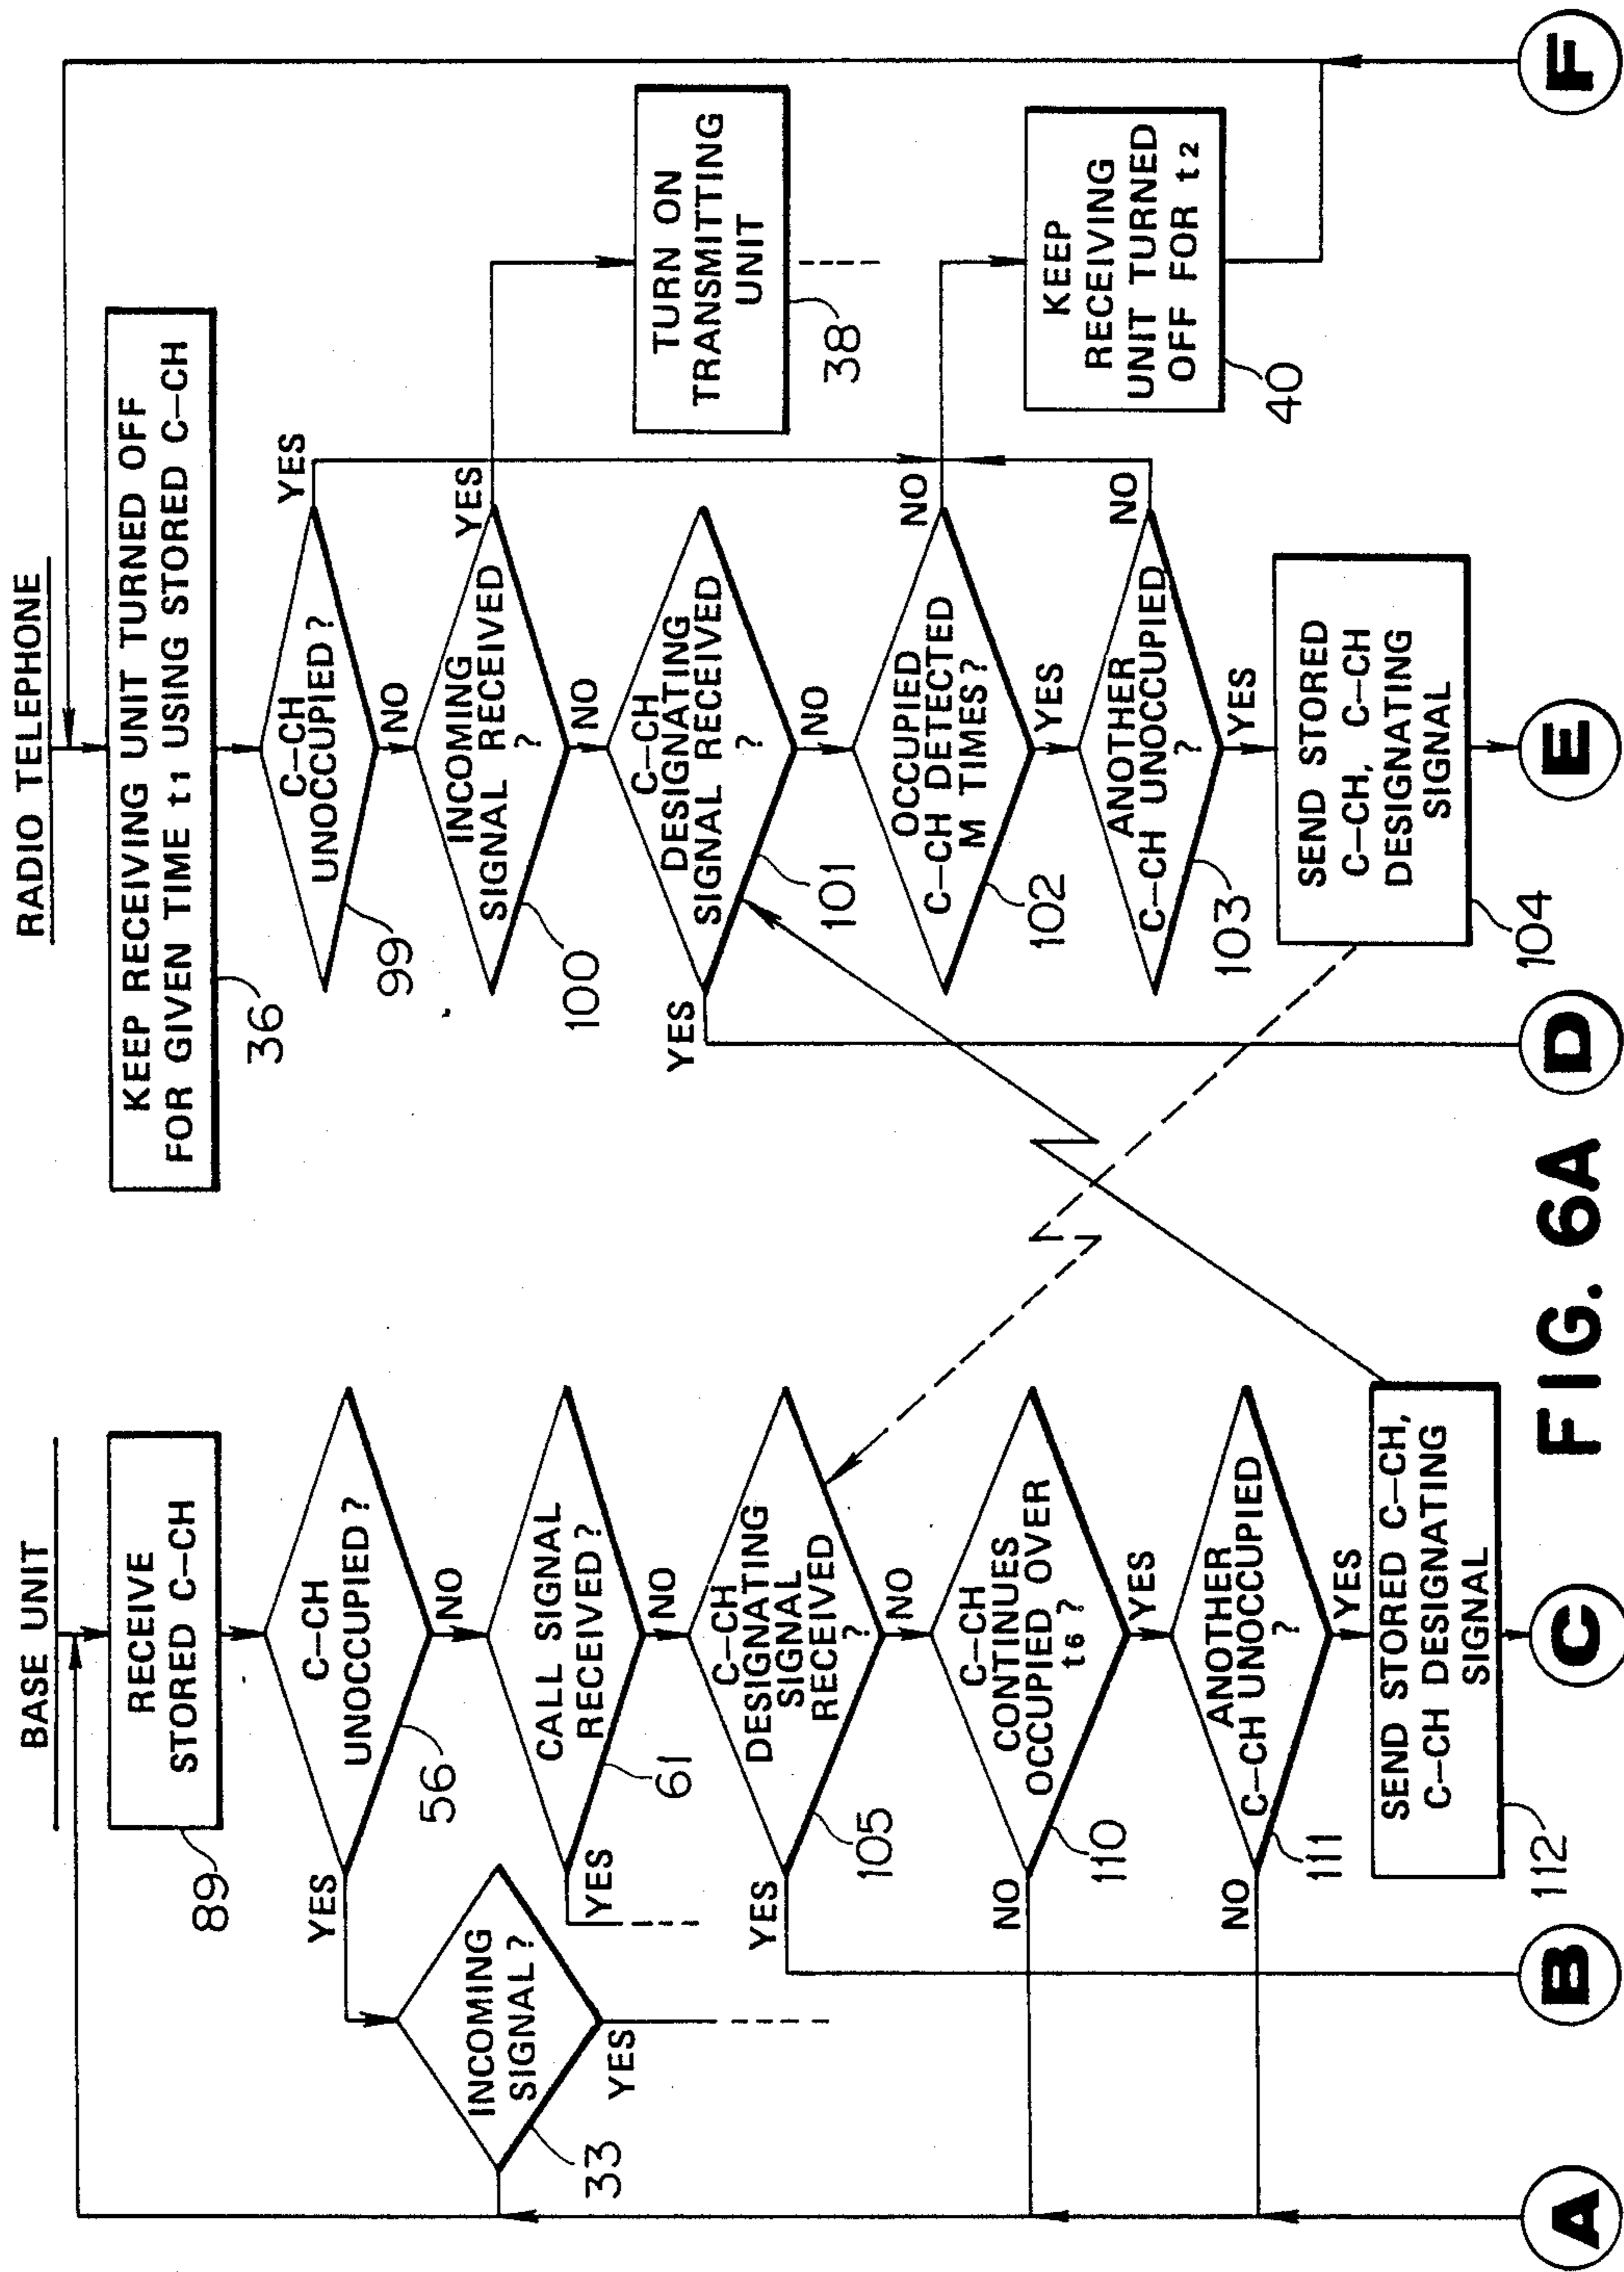 BASE UNIT
RECEIVE
STORED C-CH
89
C-CH
UNOCCUPIED?
56
YES
NO
INCOMING
SIGNAL?
33
YES
CALL SIGNAL
RECEIVED?
61
YES
NO
C-CH
DESIGNATING
SIGNAL
RECEIVED
?
105
YES
NO
C-CH
CONTINUES
OCCUPIED OVER
t6?
110
NO
YES
ANOTHER
C-CH UNOCCUPIED
?
111
NO
YES
SEND STORED C-CH,
C-CH DESIGNATING
SIGNAL
112
A
B
C
RADIO TELEPHONE
KEEP RECEIVING UNIT TURNED OFF
FOR GIVEN TIME t1 USING STORED C-CH
36
C-CH
UNOCCUPIED?
99
YES
NO
INCOMING
SIGNAL RECEIVED
?
100
YES
NO
TURN ON
TRANSMITTING
UNIT
38
C-CH
DESIGNATING
SIGNAL RECEIVED
?
101
YES
NO
OCCUPIED
C-CH DETECTED
M TIMES?
102
NO
YES
KEEP
RECEIVING
UNIT TURNED
OFF FOR t2
40
ANOTHER
C-CH UNOCCUPIED
?
103
NO
YES
SEND STORED
C-CH, C-CH
DESIGNATING
SIGNAL
104
D
E
F
FIG. 6A